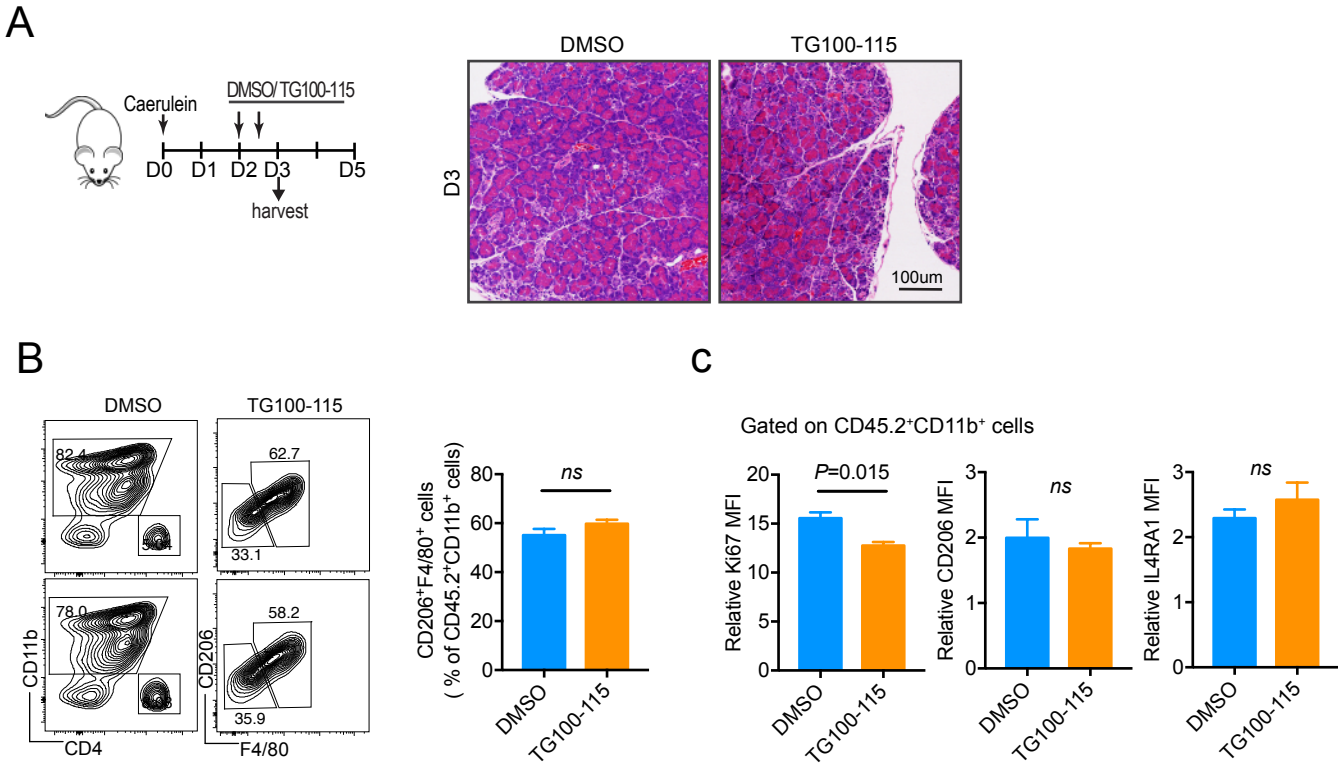 A
DMSO
TG100-115
Caerulein
DMSO/ TG100-115
D0
D1
D2
D3
D5
harvest
D3
100um
B
DMSO
TG100-115
82.4
62.7
33.1
78.0
58.2
35.9
CD11b
CD4
CD206
F4/80
CD206⁺F4/80⁺ cells
( % of CD45.2⁺CD11b⁺ cells)
80
60
40
20
0
ns
DMSO
TG100-115
c
Gated on CD45.2⁺CD11b⁺ cells
Relative Ki67 MFI
20
15
10
5
0
P=0.015
DMSO
TG100-115
Relative CD206 MFI
3
2
1
0
ns
DMSO
TG100-115
Relative IL4RA1 MFI
3
2
1
0
ns
DMSO
TG100-115